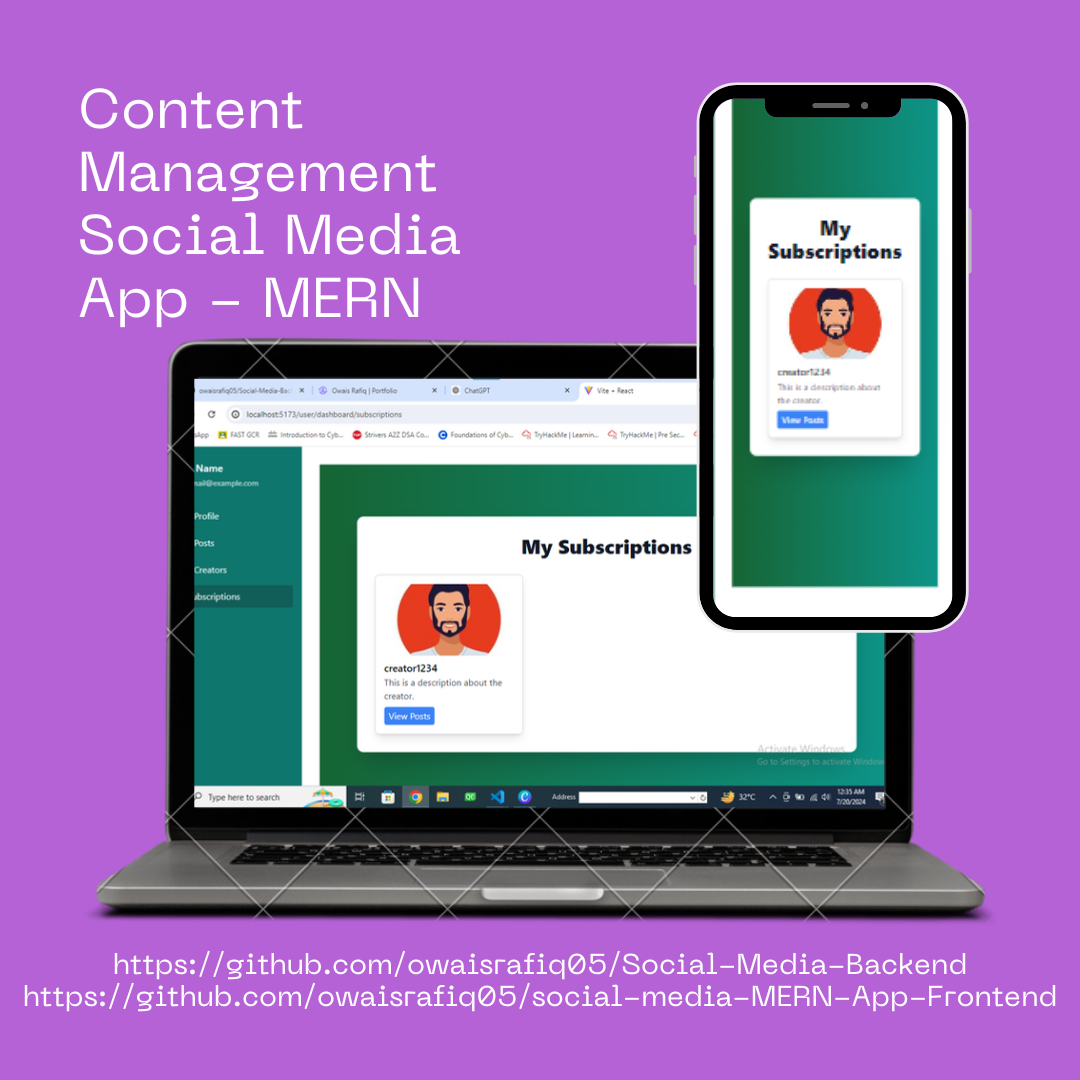 Content
Management
Social Media
App - MERN
My
Subscriptions
creator1234
This is a description about
the creator.
View Posts
owaisrafiq05/Social-Media-Bac
Owais Rafiq | Portfolio
ChatGPT
Vite + React
localhost:5173/user/dashboard/subscriptions
sApp
FAST GCR
Introduction to Cyb...
Strivers A2Z DSA Co...
Foundations of Cyb...
TryHackMe | Learnin...
TryHackMe | Pre Sec...
Name
mail@example.com
Profile
Posts
Creators
ubscriptions
My Subscriptions
creator1234
This is a description about the
creator.
View Posts
Activate Windows
Go to Settings to activate Window
Type here to search
Address
32°C
12:35 AM
7/20/2024
https://github.com/owaisrafiq05/Social-Media-Backend
https://github.com/owaisrafiq05/social-media-MERN-App-Frontend